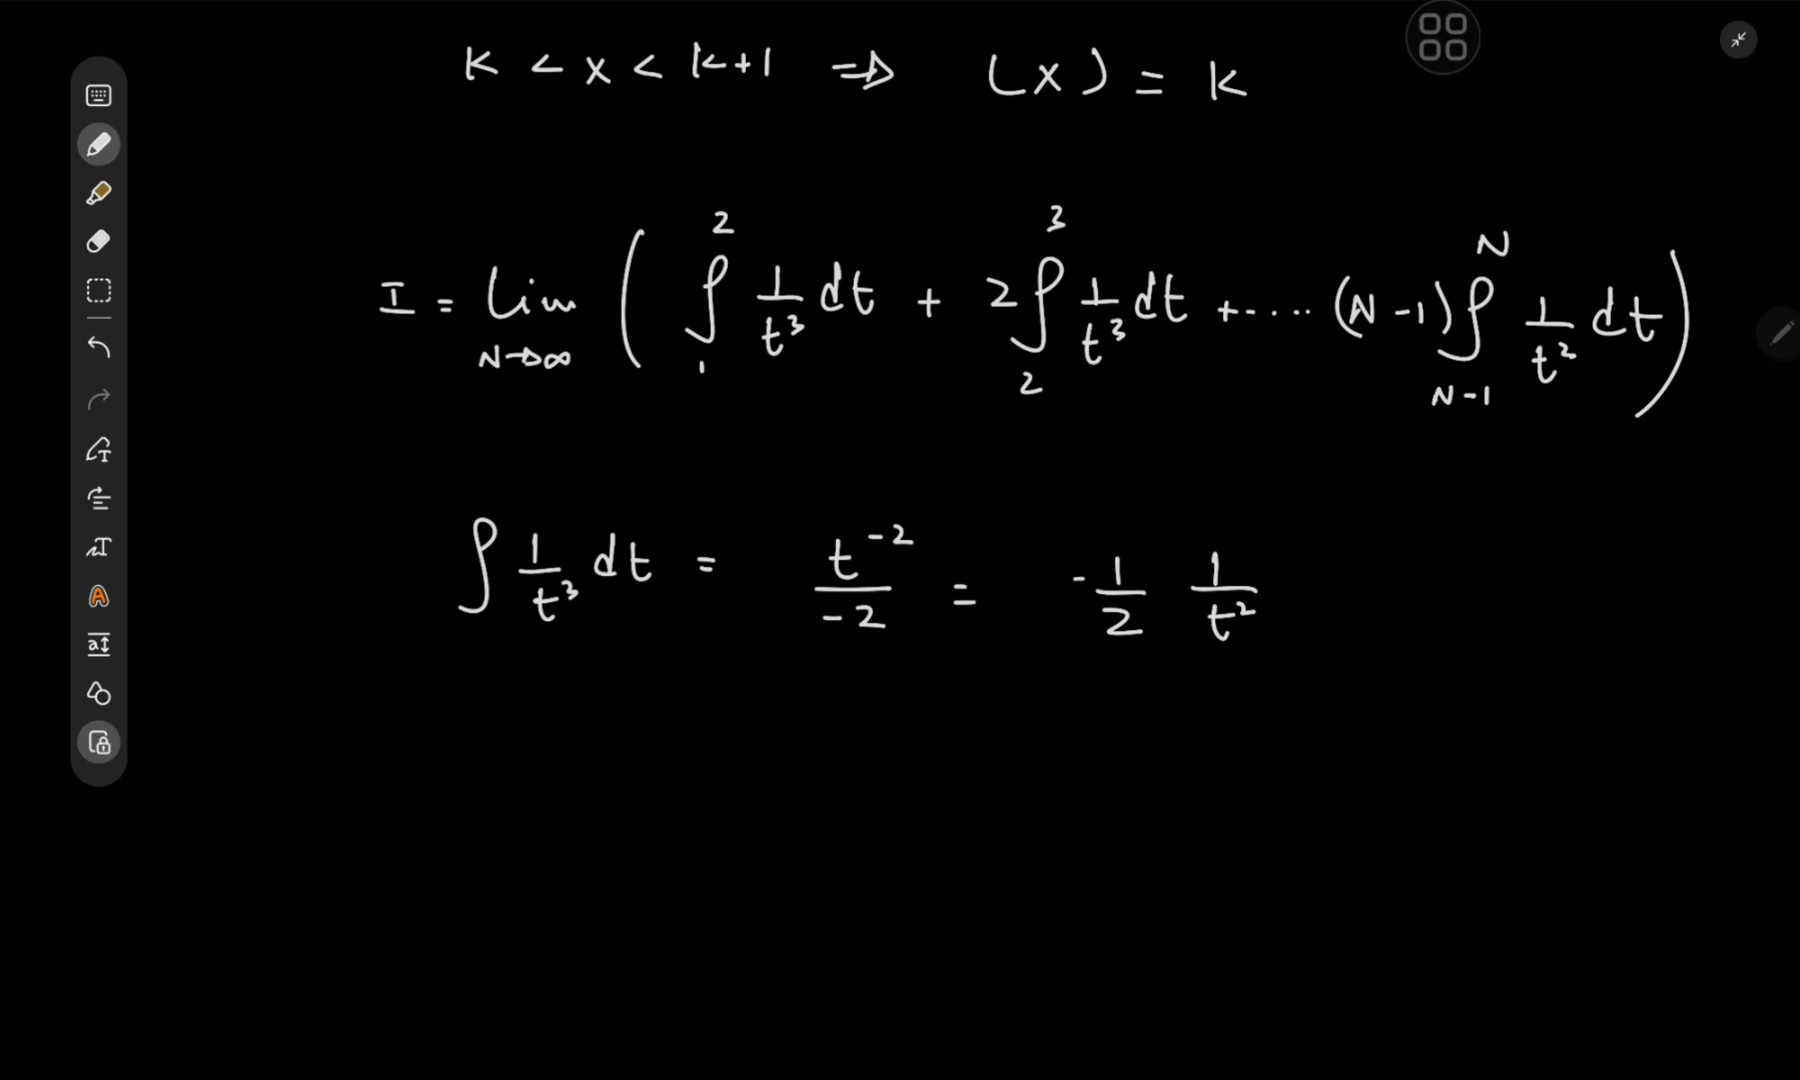 k < x < k+1 ⇒ ⌊x⌋ = k
I = lim_{N→∞} ( ∫_1^2 1/t³ dt + 2∫_2^3 1/t³ dt + .... (N-1)∫_{N-1}^N 1/t² dt )
∫ 1/t³ dt = t⁻²/-2 = -1/2 1/t²